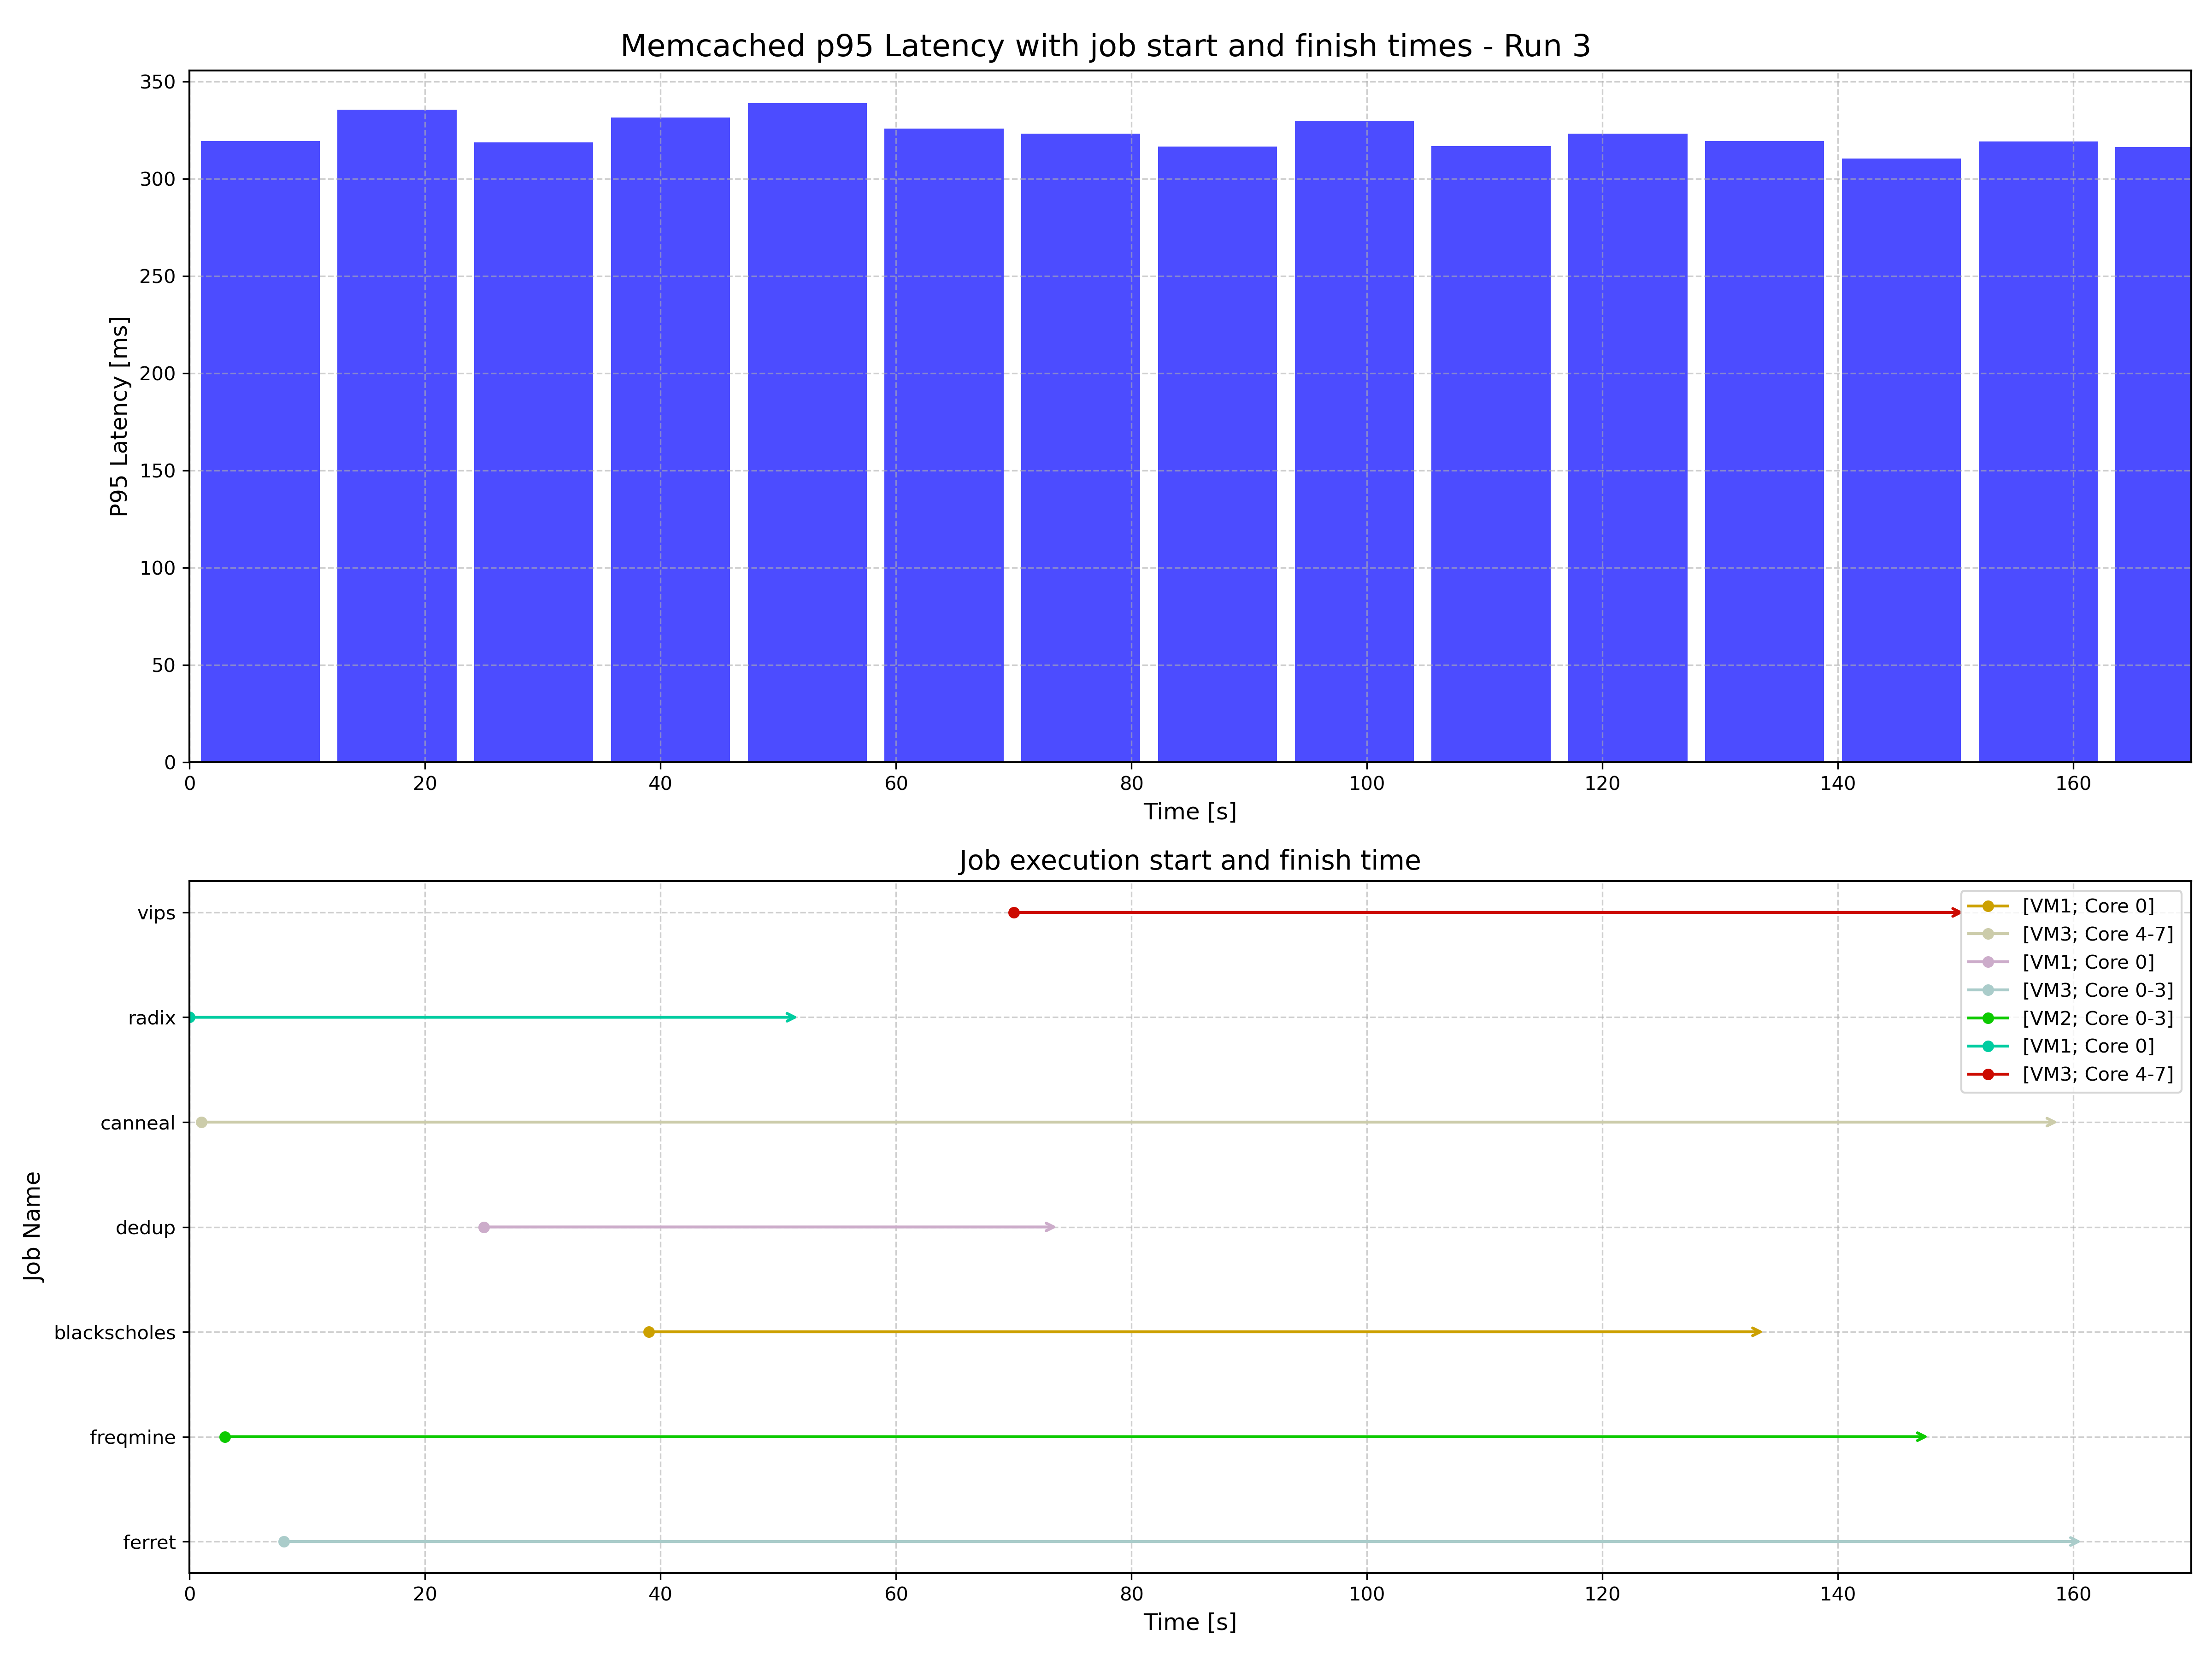 Memcached p95 Latency with job start and finish times - Run 3
P95 Latency [ms]
350
300
250
200
150
100
50
0
0 20 40 60 80 100 120 140 160
Time [s]
Job execution start and finish time
Job Name
vips
radix
canneal
dedup
blackscholes
freqmine
ferret
[VM1; Core 0]
[VM3; Core 4-7]
[VM1; Core 0]
[VM3; Core 0-3]
[VM2; Core 0-3]
[VM1; Core 0]
[VM3; Core 4-7]
0 20 40 60 80 100 120 140 160
Time [s]